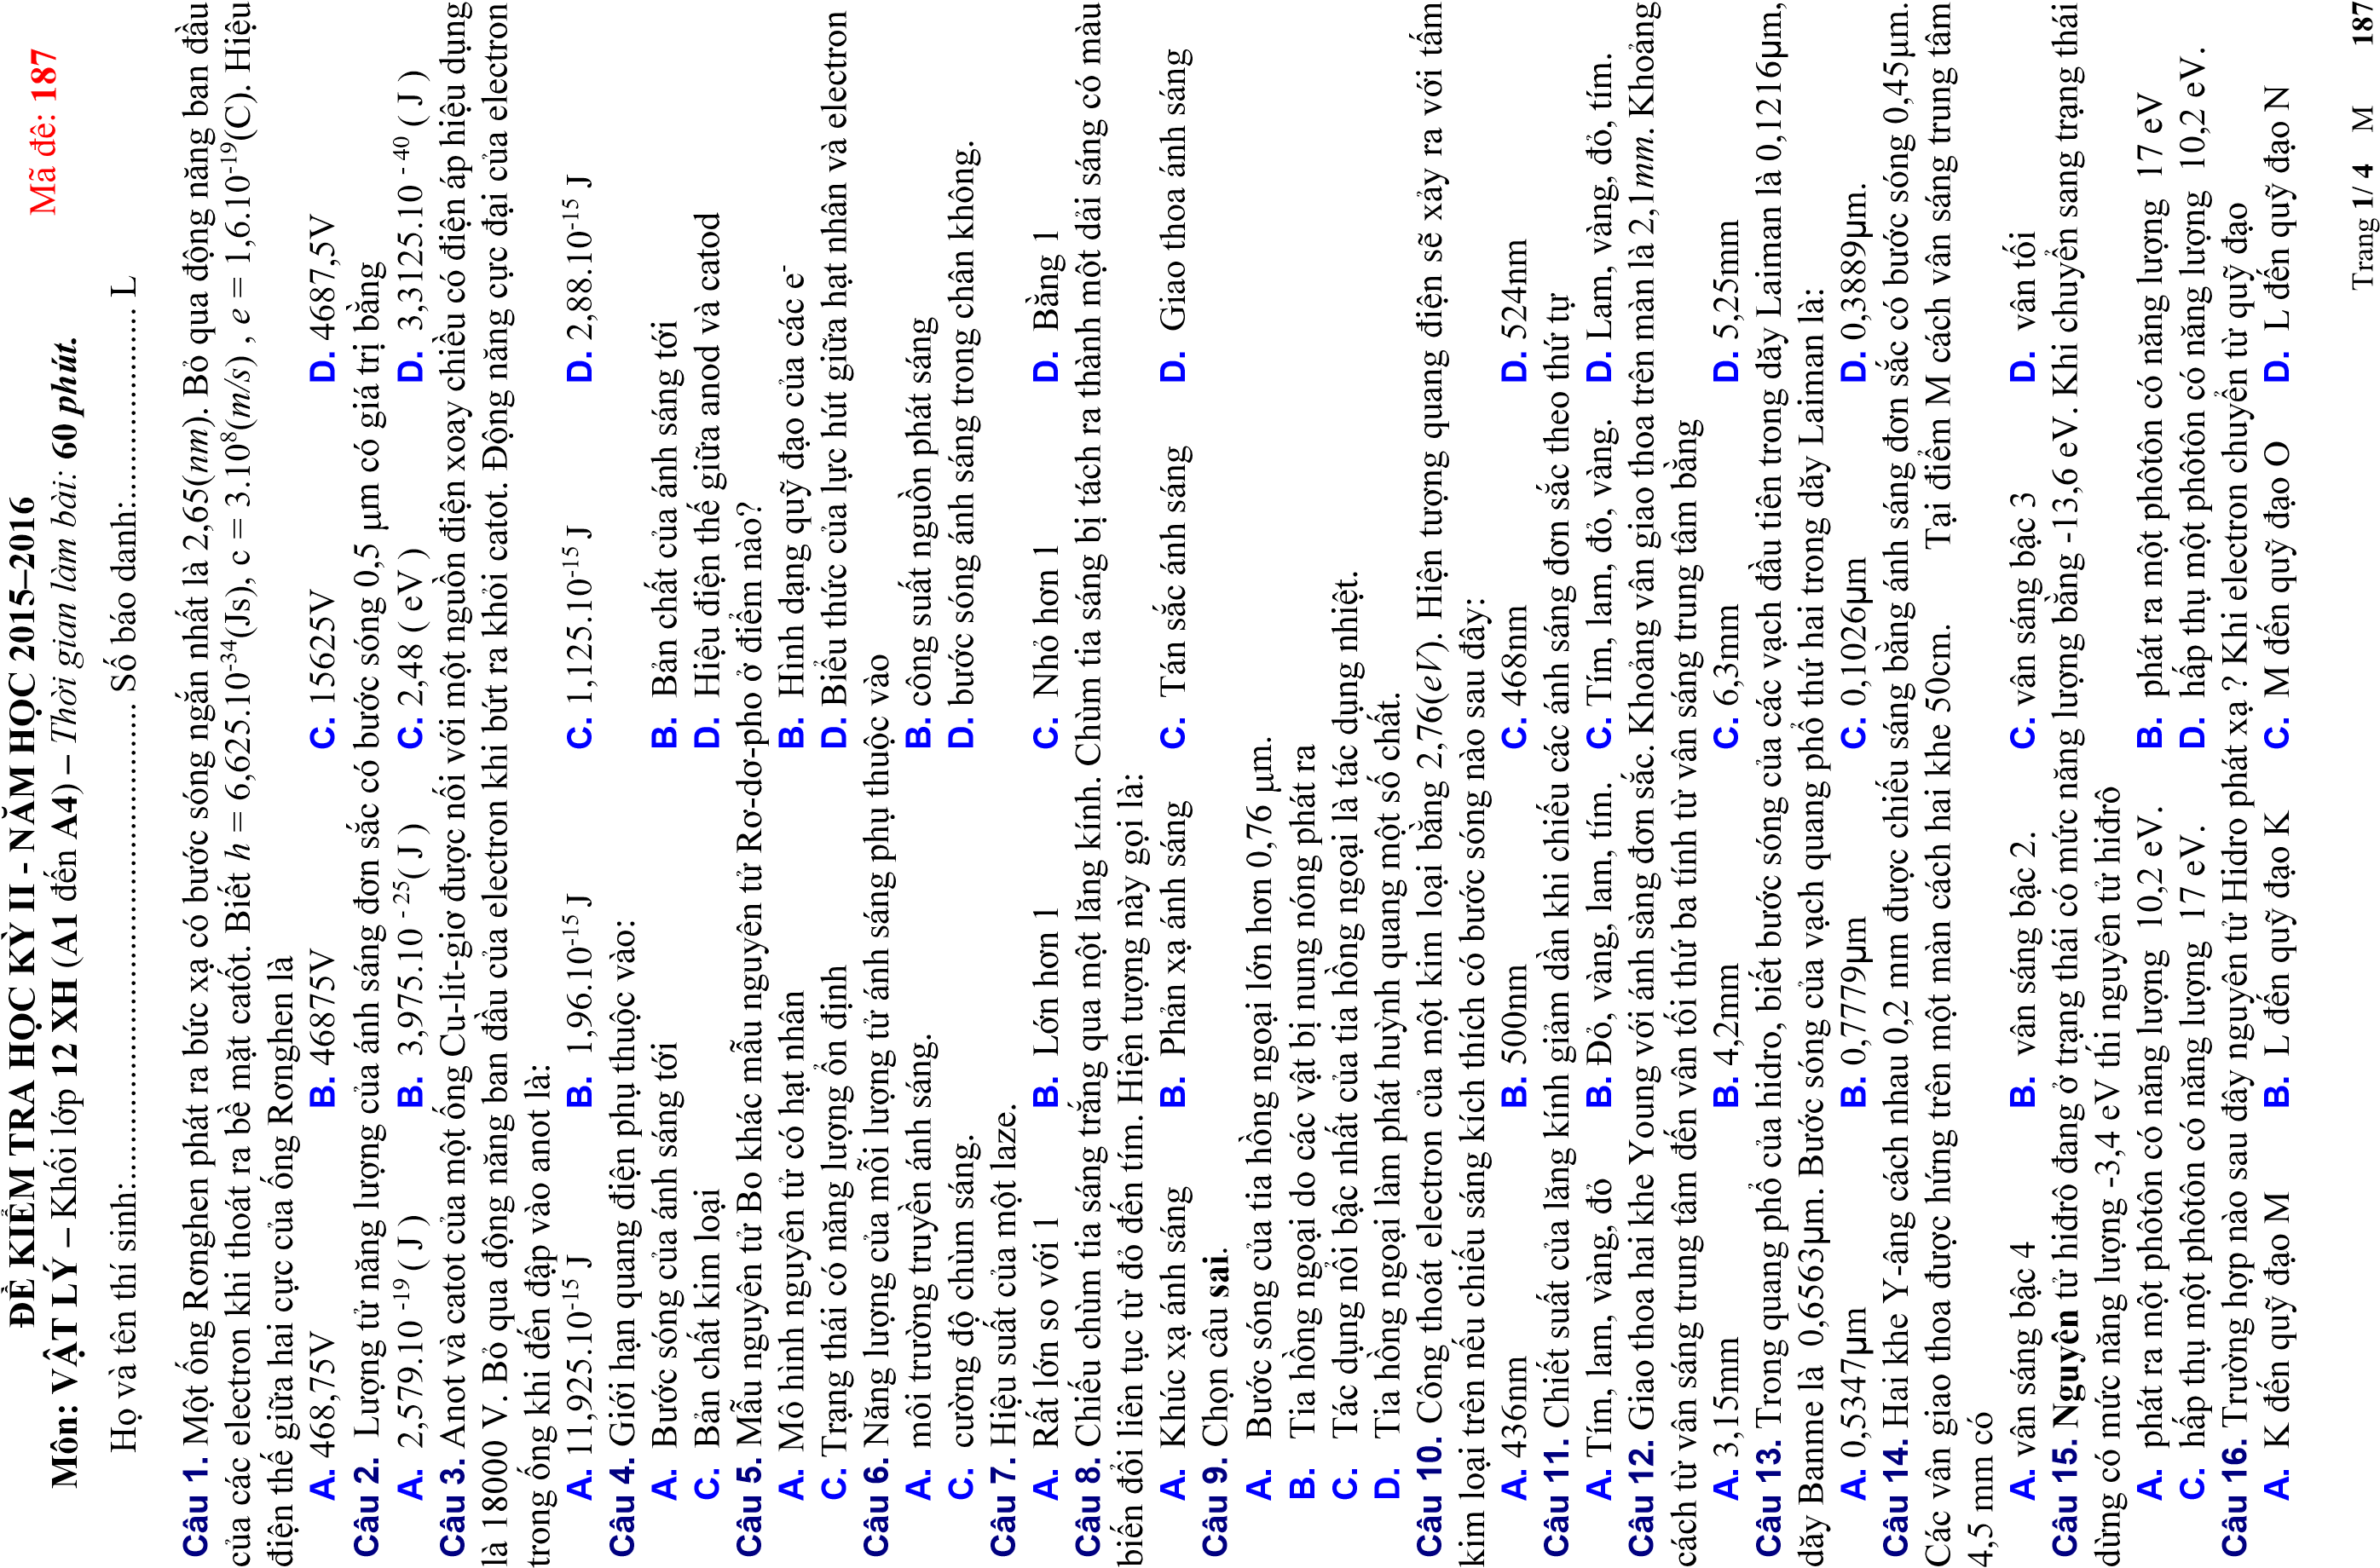 ĐỀ KIỂM TRA HỌC KỲ II - NĂM HỌC 2015–2016
Mã đề: 187
Môn: VẬT LÝ – Khối lớp 12 XH (A1 đến A4) – Thời gian làm bài: 60 phút.
Họ và tên thí sinh:................................................ Số báo danh:........................ L
Câu 1. Một ống Rơnghen phát ra bức xạ có bước sóng ngắn nhất là 2,65(nm). Bỏ qua động năng ban đầu
của các electron khi thoát ra bề mặt catốt. Biết h = 6,625.10-34(Js), c = 3.108(m/s) , e = 1,6.10-19(C). Hiệu
điện thế giữa hai cực của ống Rơnghen là
A. 468,75V B. 46875V C. 15625V D. 4687,5V
Câu 2. Lượng tử năng lượng của ánh sáng đơn sắc có bước sóng 0,5 μm có giá trị bằng
A. 2,579.10 -19 ( J ) B. 3,975.10 - 25( J ) C. 2,48 ( eV ) D. 3,3125.10 - 40 ( J )
Câu 3. Anot và catot của một ống Cu-lit-giơ được nối với một nguồn điện xoay chiều có điện áp hiệu dụng
là 18000 V. Bỏ qua động năng ban đầu của electron khi bứt ra khỏi catot. Động năng cực đại của electron
trong ống khi đến đập vào anot là:
A. 11,925.10-15 J B. 1,96.10-15 J C. 1,125.10-15 J D. 2,88.10-15 J
Câu 4. Giới hạn quang điện phụ thuộc vào:
A. Bước sóng của ánh sáng tới B. Bản chất của ánh sáng tới
C. Bản chất kim loại D. Hiệu điện thế giữa anod và catod
Câu 5. Mẫu nguyên tử Bo khác mẫu nguyên tử Rơ-dơ-pho ở điểm nào?
A. Mô hình nguyên tử có hạt nhân B. Hình dạng quỹ đạo của các e-
C. Trạng thái có năng lượng ổn định D. Biểu thức của lực hút giữa hạt nhân và electron
Câu 6. Năng lượng của mỗi lượng tử ánh sáng phụ thuộc vào
A. môi trường truyền ánh sáng. B. công suất nguồn phát sáng
C. cường độ chùm sáng. D. bước sóng ánh sáng trong chân không.
Câu 7. Hiệu suất của một laze.
A. Rất lớn so với 1 B. Lớn hơn 1 C. Nhỏ hơn 1 D. Bằng 1
Câu 8. Chiếu chùm tia sáng trắng qua một lăng kính. Chùm tia sáng bị tách ra thành một dải sáng có màu
biến đổi liên tục từ đỏ đến tím. Hiện tượng này gọi là:
A. Khúc xạ ánh sáng B. Phản xạ ánh sáng C. Tán sắc ánh sáng D. Giao thoa ánh sáng
Câu 9. Chọn câu sai.
A. Bước sóng của tia hồng ngoại lớn hơn 0,76 μm.
B. Tia hồng ngoại do các vật bị nung nóng phát ra
C. Tác dụng nổi bậc nhất của tia hồng ngoại là tác dụng nhiệt.
D. Tia hồng ngoại làm phát huỳnh quang một số chất.
Câu 10. Công thoát electron của một kim loại bằng 2,76(eV). Hiện tượng quang điện sẽ xảy ra với tấm
kim loại trên nếu chiếu sáng kích thích có bước sóng nào sau đây:
A. 436nm B. 500nm C. 468nm D. 524nm
Câu 11. Chiết suất của lăng kính giảm dần khi chiếu các ánh sáng đơn sắc theo thứ tự
A. Tím, lam, vàng, đỏ B. Đỏ, vàng, lam, tím. C. Tím, lam, đỏ, vàng. D. Lam, vàng, đỏ, tím.
Câu 12. Giao thoa hai khe Young với ánh sàng đơn sắc. Khoảng vân giao thoa trên màn là 2,1mm. Khoảng
cách từ vân sáng trung tâm đến vân tối thứ ba tính từ vân sáng trung tâm bằng
A. 3,15mm B. 4,2mm C. 6,3mm D. 5,25mm
Câu 13. Trong quang phổ của hidro, biết bước sóng của các vạch đầu tiên trong dãy Laiman là 0,1216μm,
dãy Banme là 0,6563μm. Bước sóng của vạch quang phổ thứ hai trong dãy Laiman là:
A. 0,5347μm B. 0,7779μm C. 0,1026μm D. 0,3889μm.
Câu 14. Hai khe Y-âng cách nhau 0,2 mm được chiếu sáng bằng ánh sáng đơn sắc có bước sóng 0,45μm.
Các vân giao thoa được hứng trên một màn cách hai khe 50cm. Tại điểm M cách vân sáng trung tâm
4,5 mm có
A. vân sáng bậc 4 B. vân sáng bậc 2. C. vân sáng bậc 3 D. vân tối
Câu 15. Nguyên tử hiđrô đang ở trạng thái có mức năng lượng bằng -13,6 eV. Khi chuyển sang trạng thái
dừng có mức năng lượng -3,4 eV thì nguyên tử hiđrô
A. phát ra một phôtôn có năng lượng 10,2 eV. B. phát ra một phôtôn có năng lượng 17 eV
C. hấp thụ một phôtôn có năng lượng 17 eV. D. hấp thụ một phôtôn có năng lượng 10,2 eV.
Câu 16. Trường hợp nào sau đây nguyên tử Hidro phát xạ ? Khi electron chuyển từ quỹ đạo
A. K đến quỹ đạo M B. L đến quỹ đạo K C. M đến quỹ đạo O D. L đến quỹ đạo N
Trang 1/ 4 M 187